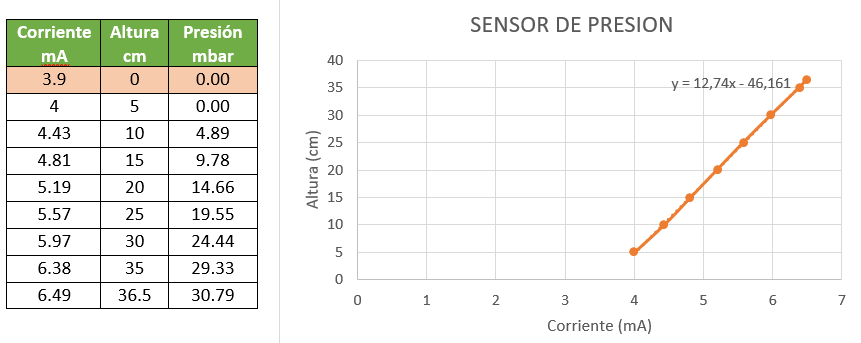 Corriente mA Altura cm Presión mbar
3.9 0 0.00
4 5 0.00
4.43 10 4.89
4.81 15 9.78
5.19 20 14.66
5.57 25 19.55
5.97 30 24.44
6.38 35 29.33
6.49 36.5 30.79
SENSOR DE PRESION
y = 12,74x - 46,161
Altura (cm)
40
35
30
25
20
15
10
5
0
0 1 2 3 4 5 6 7
Corriente (mA)